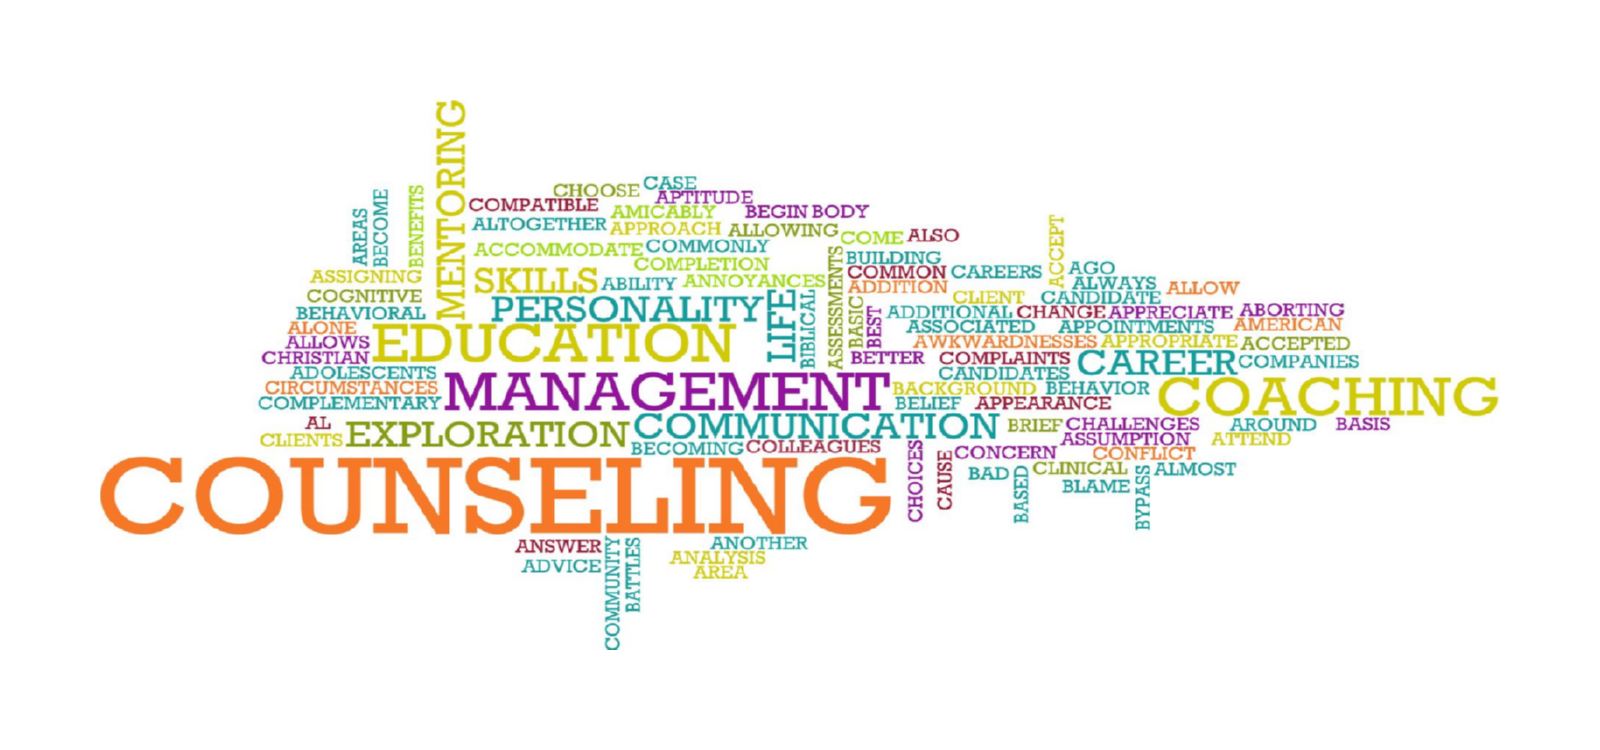 MENTORING
AREAS
BECOME
BENEFITS
CHOOSE
CASE
COMPATIBLE
APTITUDE
AMICABLY
BEGIN
BODY
ALTOGETHER
APPROACH
ALLOWING
ACCOMMODATE
COMMONLY
COME
ALSO
COMPLETION
BUILDING
ASSIGNING
SKILLS
ABILITY
ANNOYANCES
ASSESSMENTS
COMMON
CAREERS
ACCEPT
AGO
ALWAYS
ALLOW
ADDITION
COGNITIVE
BEHAVIORAL
PERSONALITY
LIFE
BIBLICAL
BASIC
BEST
CLIENT
CANDIDATE
ADDITIONAL
CHANGE
APPRECIATE
ABORTING
ALONE
ALLOWS
CHRISTIAN
EDUCATION
ASSOCIATED
APPOINTMENTS
AMERICAN
AWKWARDNESSES
APPROPRIATE
ACCEPTED
BETTER
COMPLAINTS
CAREER
COMPANIES
ADOLESCENTS
CANDIDATES
CIRCUMSTANCES
COMPLEMENTARY
MANAGEMENT
BACKGROUND
BEHAVIOR
COACHING
BELIEF
APPEARANCE
AL
CLIENTS
EXPLORATION
COMMUNICATION
BRIEF
CHALLENGES
AROUND
BASIS
BECOMING
COLLEAGUES
ASSUMPTION
ATTEND
CONCERN
CONFLICT
COUNSELING
CHOICES
CAUSE
BAD
BASED
CLINICAL
ALMOST
BLAME
BYPASS
ANSWER
ANOTHER
ADVICE
COMMUNITY
BATTLES
ANALYSIS
AREA